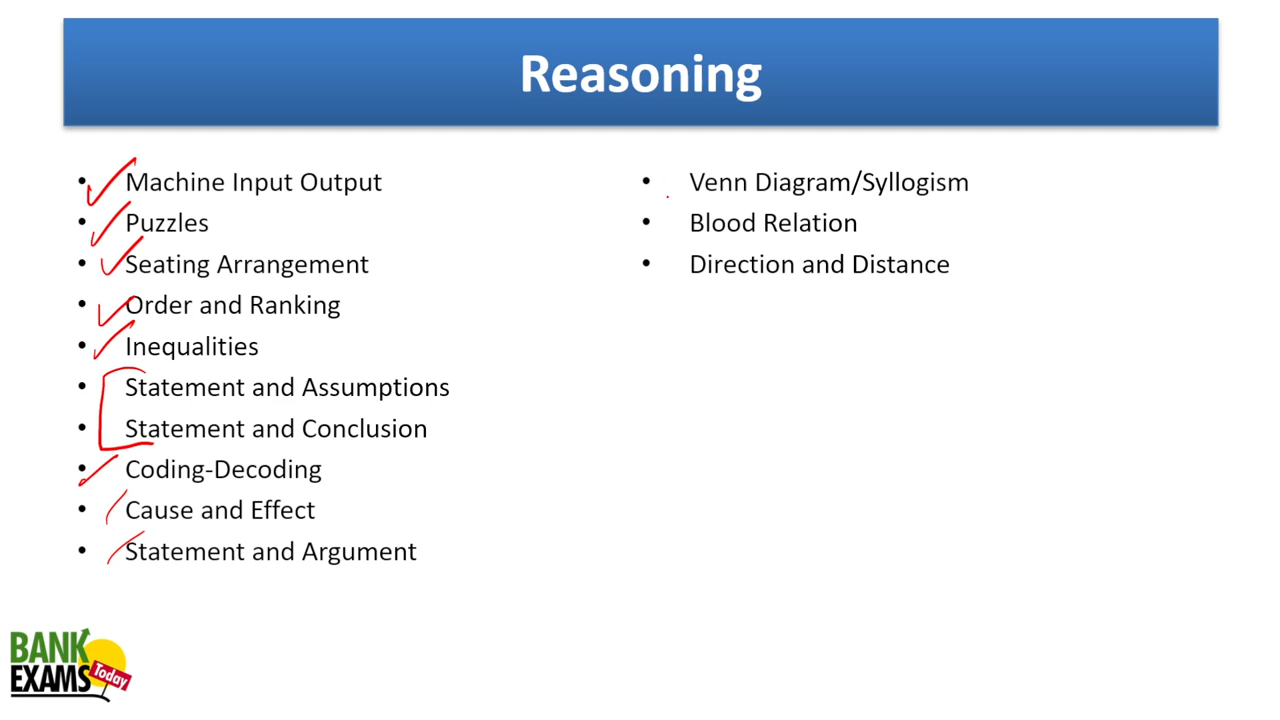 Reasoning
Machine Input Output
Puzzles
Seating Arrangement
Order and Ranking
Inequalities
Statement and Assumptions
Statement and Conclusion
Coding-Decoding
Cause and Effect
Statement and Argument
Venn Diagram/Syllogism
Blood Relation
Direction and Distance
BANK
EXAMS
Today